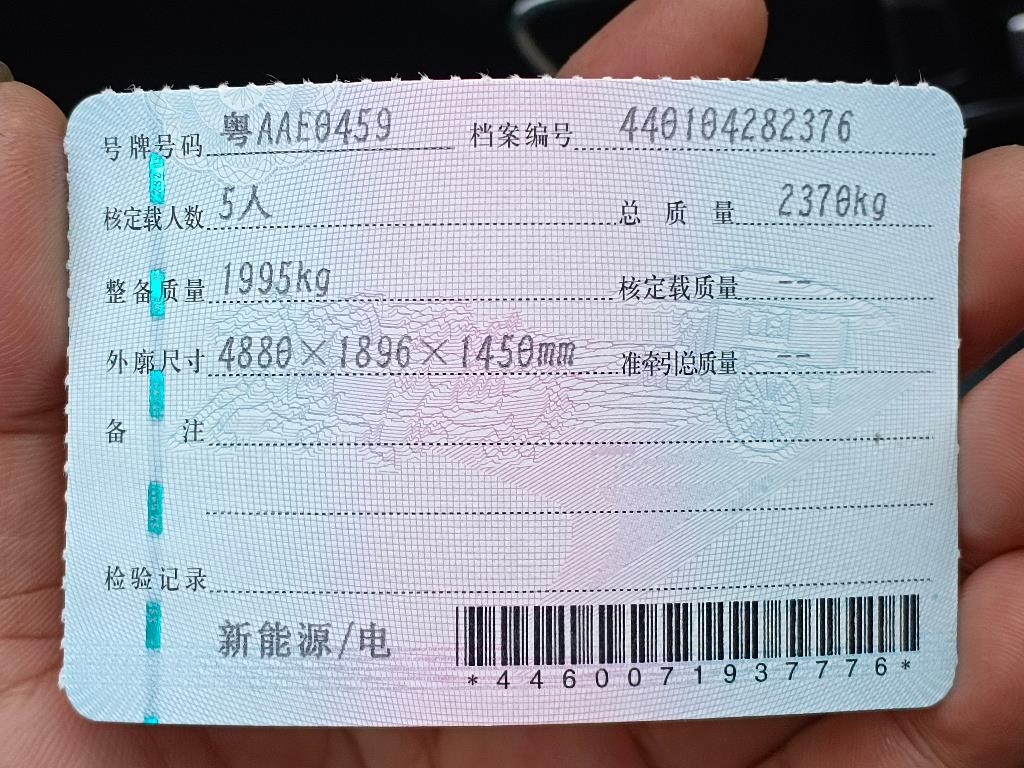 号牌号码 粤AAE0459 档案编号 440104282376
核定载人数 5人 总质量 2370kg
整备质量 1995kg 核定载质量 --
外廓尺寸 4880×1896×1450mm 准牵引总质量 --
备注
检验记录
新能源/电
*4460071937776*